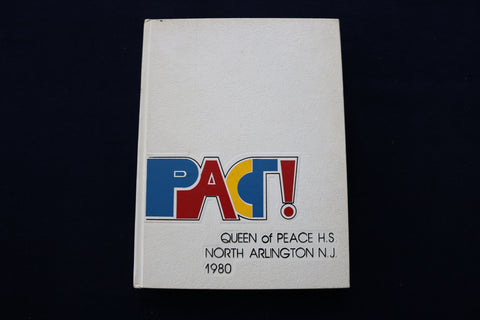 PACT!
QUEEN of PEACE H.S
NORTH ARLINGTON N.J.
1980